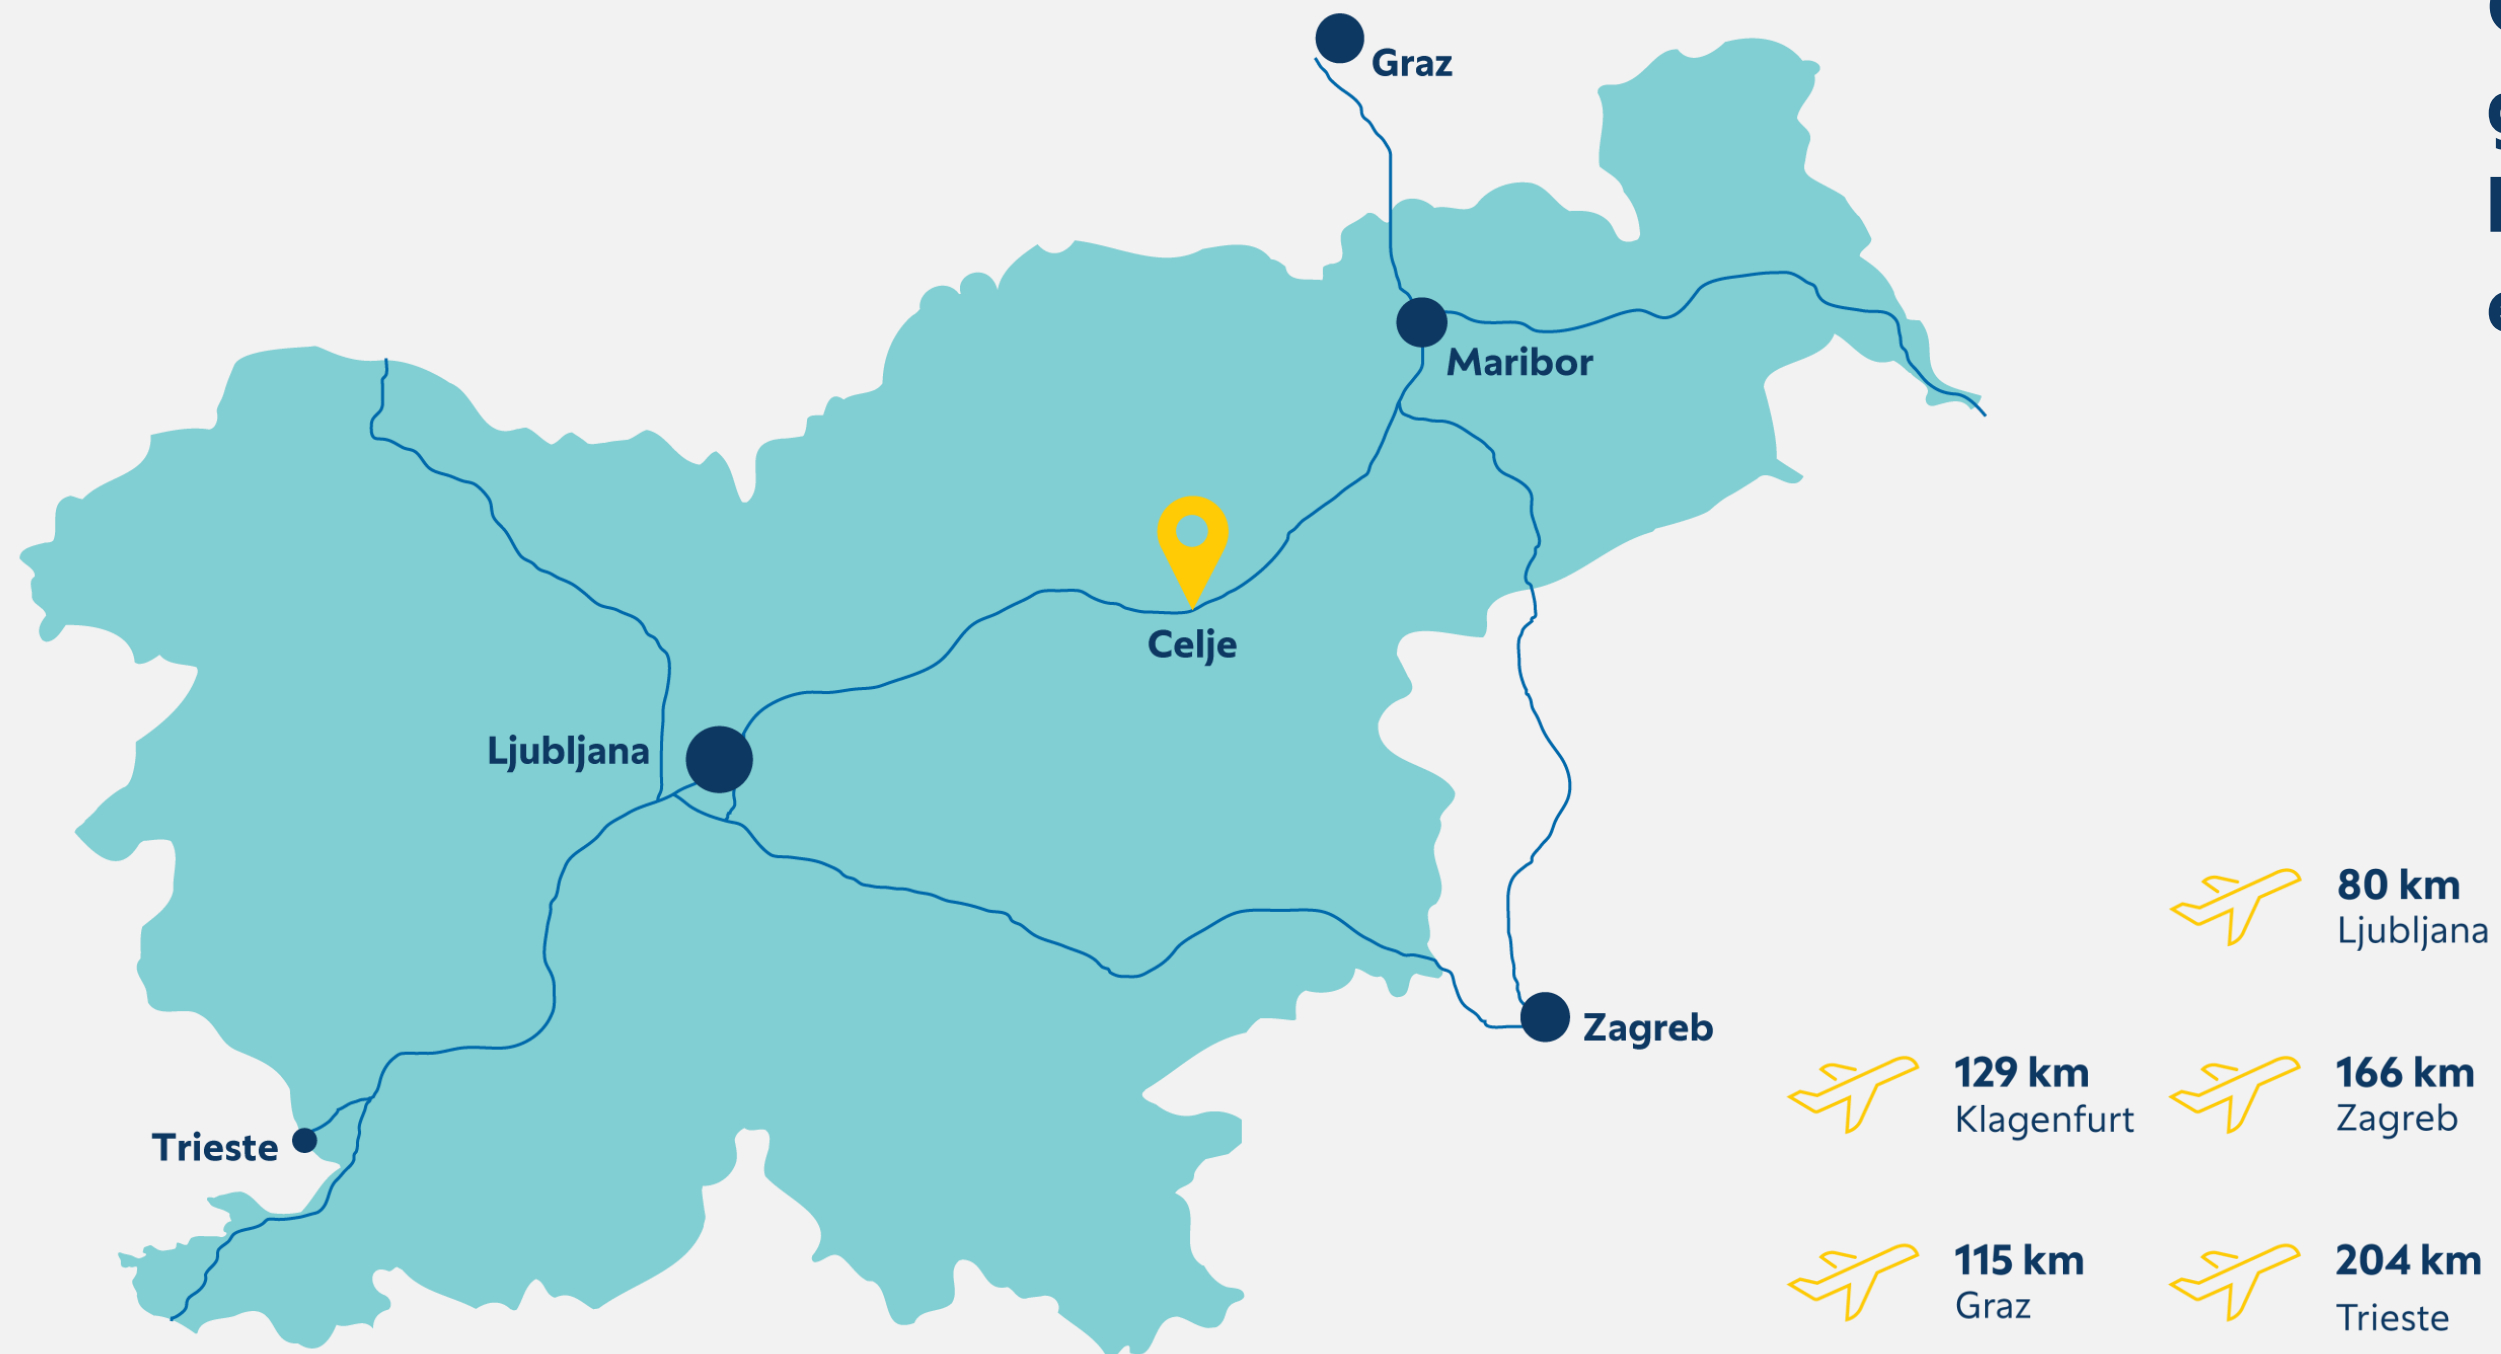 Graz
Maribor
Celje
Ljubljana
Zagreb
Trieste
80 km
Ljubljana
129 km
Klagenfurt
166 km
Zagreb
115 km
Graz
204 km
Trieste